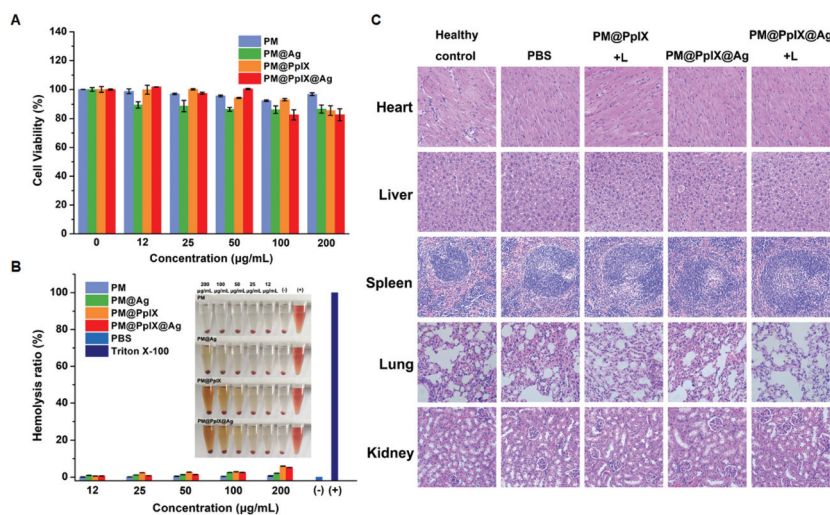 A
140
120
100
80
60
40
20
0
Cell Viability (%)
PM
PM@Ag
PM@PpIX
PM@PpIX@Ag
0 12 25 50 100 200
Concentration (μg/mL)
B
100
80
60
40
20
0
Hemolysis ratio (%)
PM
PM@Ag
PM@PpIX
PM@PpIX@Ag
PBS
Triton X-100
200 100 50 25 12 (-) (+)
μg/mL μg/mL μg/mL μg/mL μg/mL
PM
PM@Ag
PM@PpIX
PM@PpIX@Ag
12 25 50 100 200 (-) (+)
Concentration (μg/mL)
C
Healthy
control
PBS
PM@PpIX
+L
PM@PpIX@Ag
PM@PpIX@Ag
+L
Heart
Liver
Spleen
Lung
Kidney